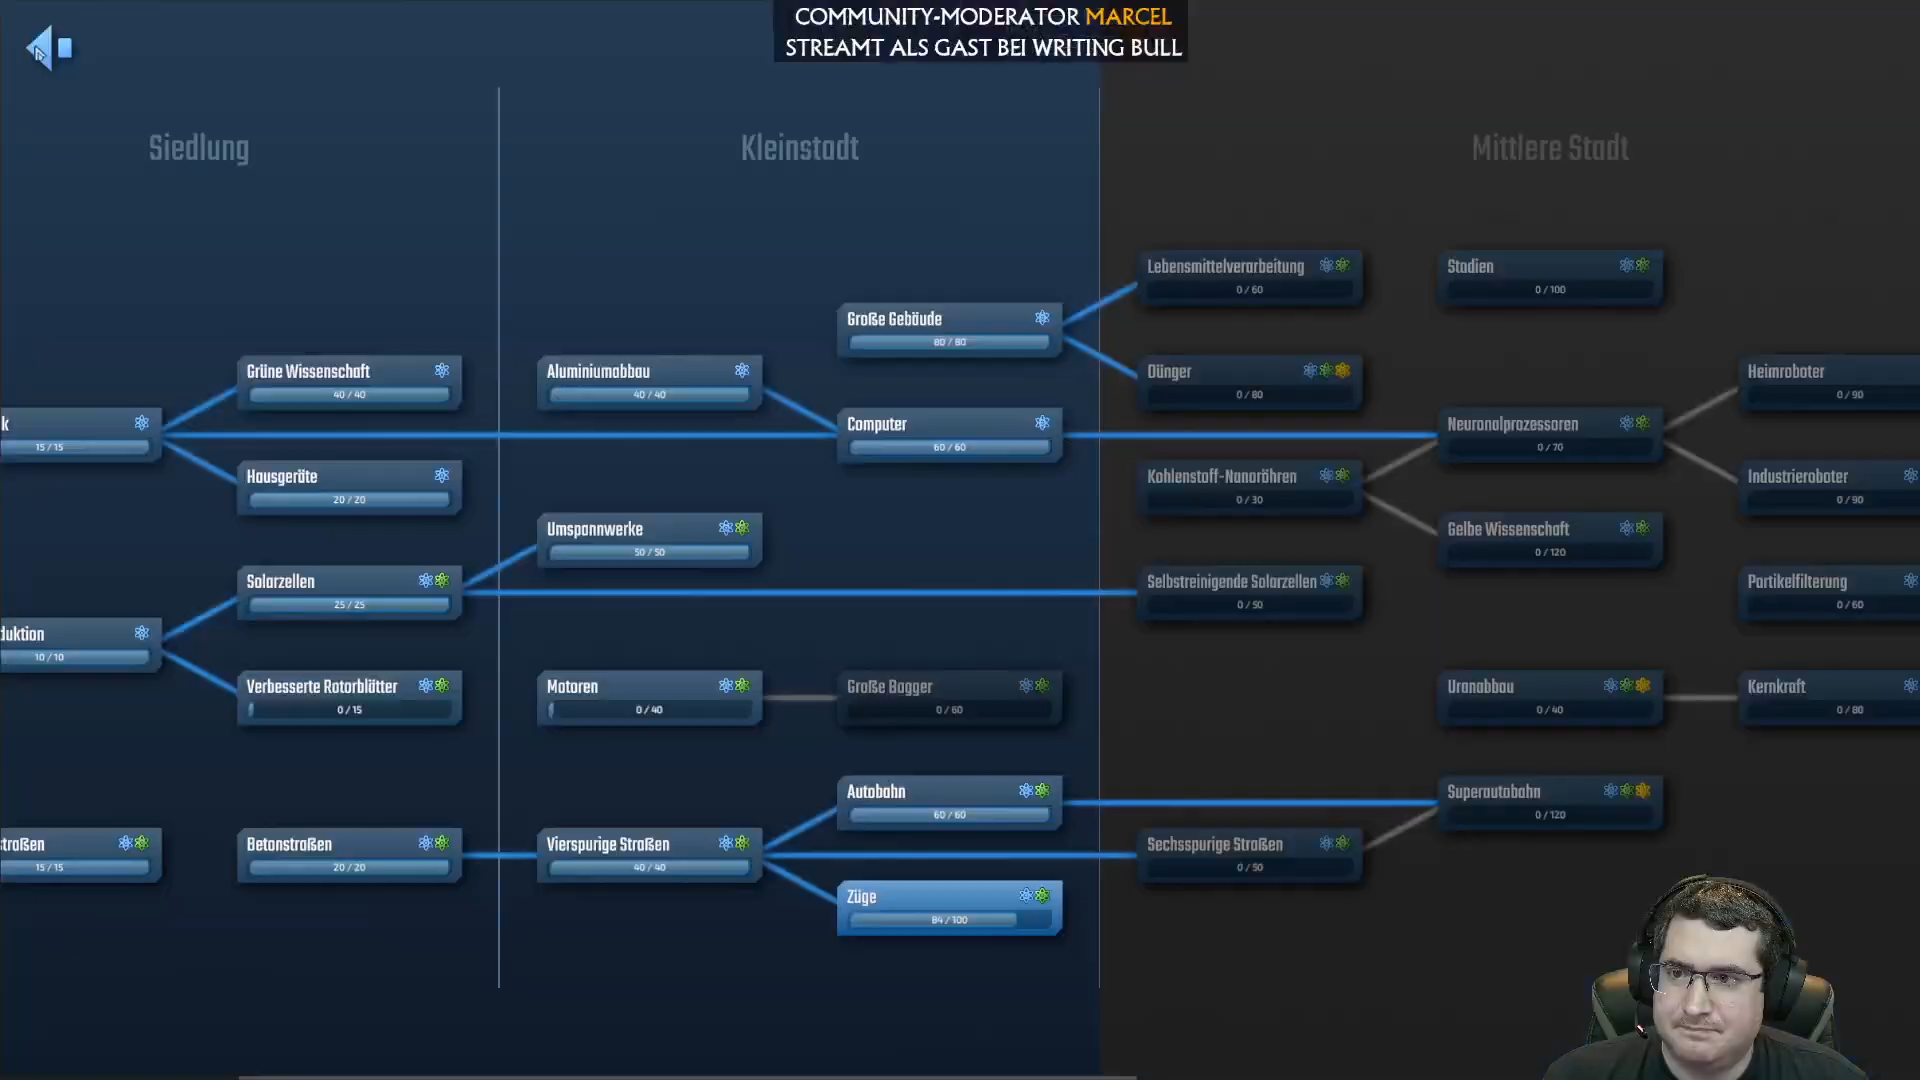 COMMUNITY-MODERATOR MARCEL
STREAMT ALS GAST BEI WRITING BULL
Siedlung
Kleinstadt
Mittlere Stadt
Lebensmittelverarbeitung
0 / 60
Stadien
0 / 100
Große Gebäude
80 / 80
Grüne Wissenschaft
40 / 40
Aluminiumabbau
40 / 40
Dünger
0 / 80
Heimroboter
0 / 90
k
15 / 15
Computer
60 / 60
Neuronalprozessoren
0 / 70
Hausgeräte
20 / 20
Kohlenstoff-Nanoröhren
0 / 30
Industrieroboter
0 / 90
Umspannwerke
50 / 50
Gelbe Wissenschaft
0 / 120
Solarzellen
25 / 25
Selbstreinigende Solarzellen
0 / 50
Partikelfilterung
0 / 60
duktion
10 / 10
Verbesserte Rotorblätter
0 / 15
Motoren
0 / 40
Große Bagger
0 / 60
Uranabbau
0 / 40
Kernkraft
0 / 80
Autobahn
60 / 60
Superautobahn
0 / 120
straßen
15 / 15
Betonstraßen
20 / 20
Vierspurige Straßen
40 / 40
Sechsspurige Straßen
0 / 50
Züge
84 / 100